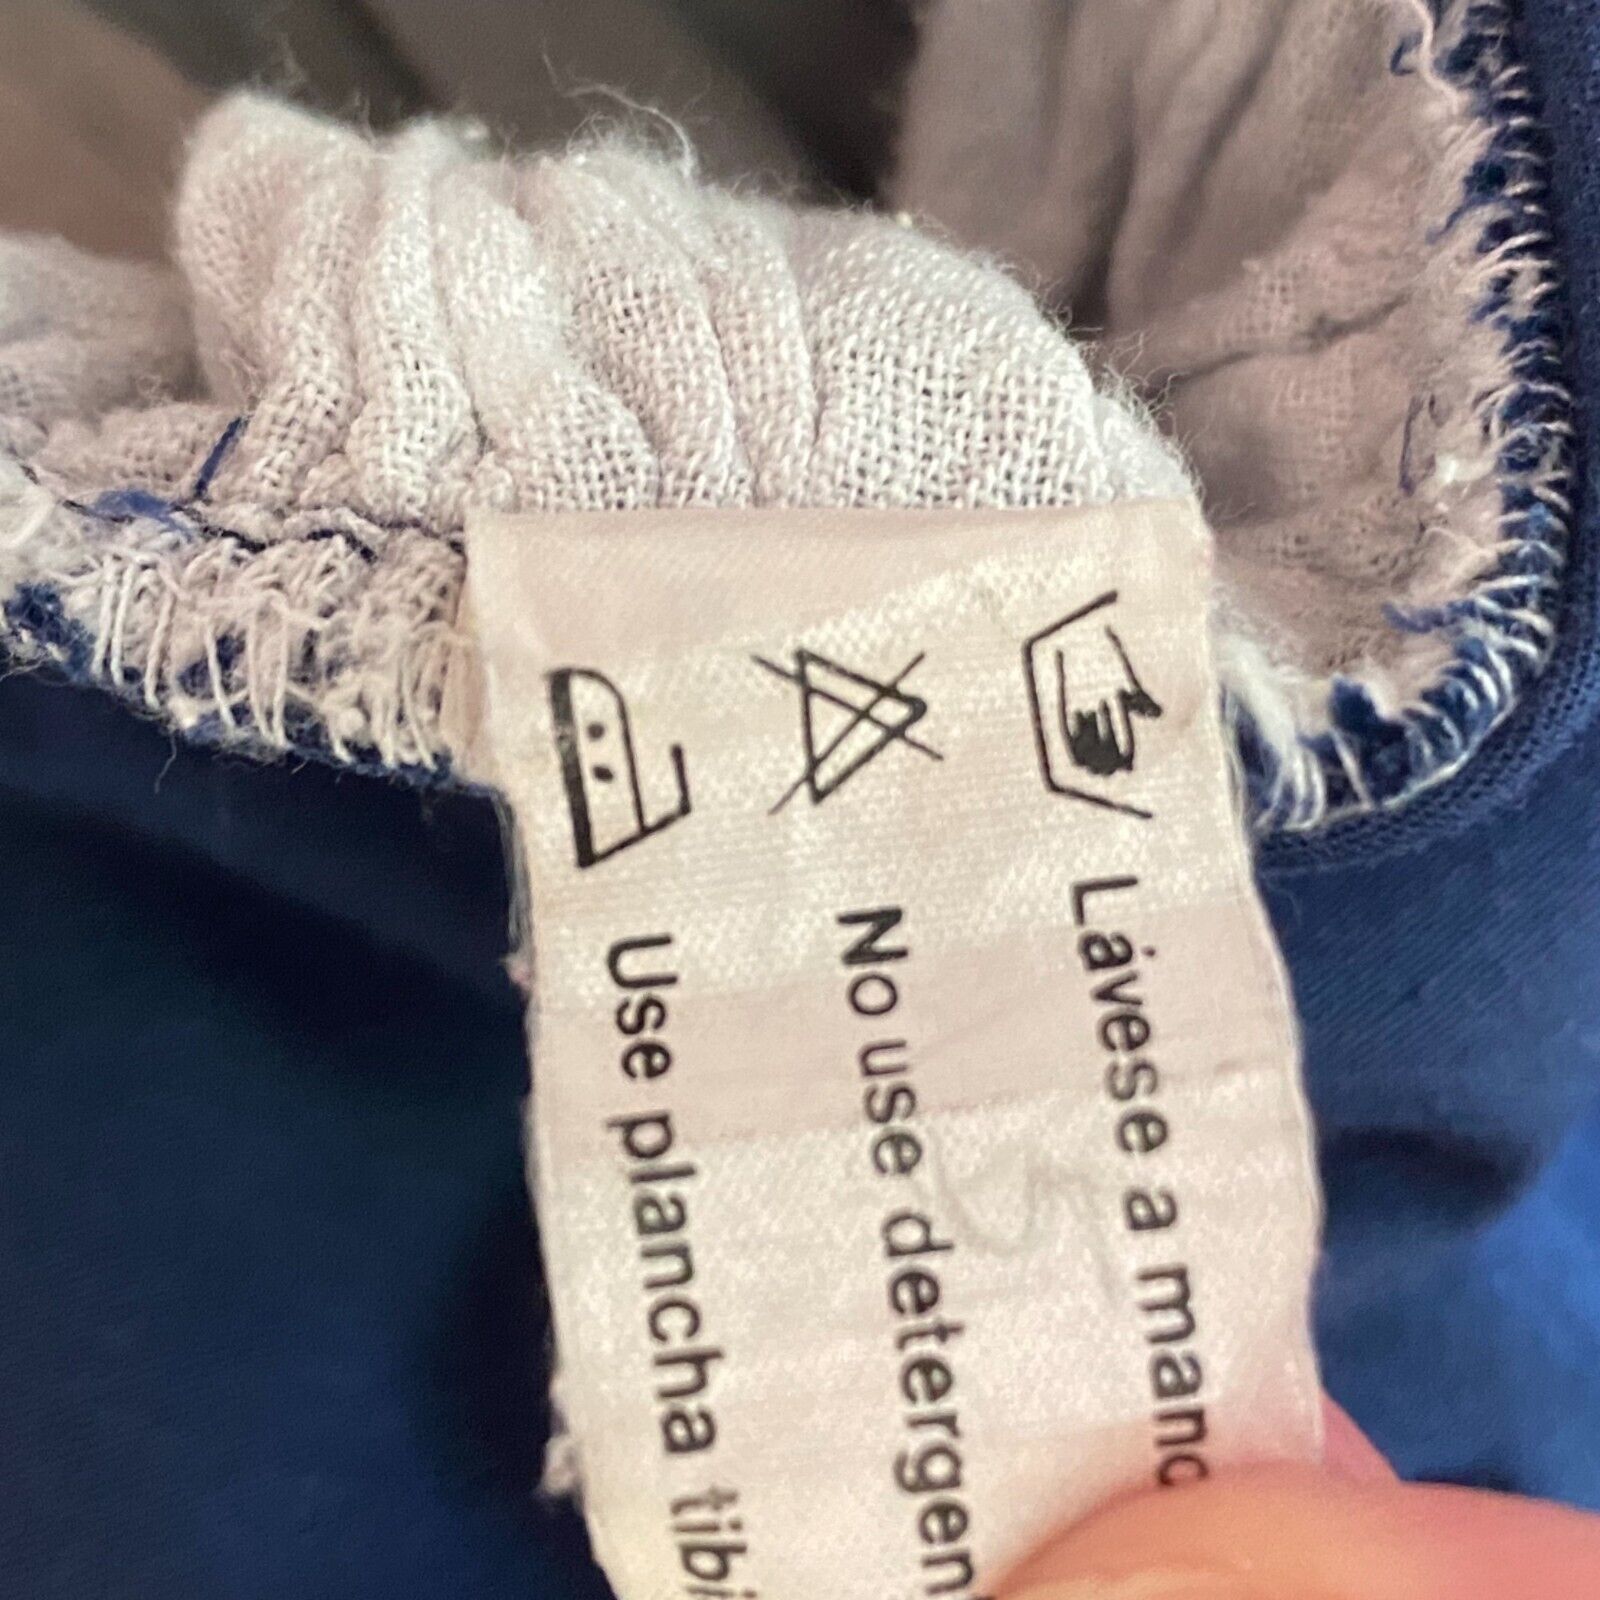 Lávese a mano
No use detergen
Use plancha tibi